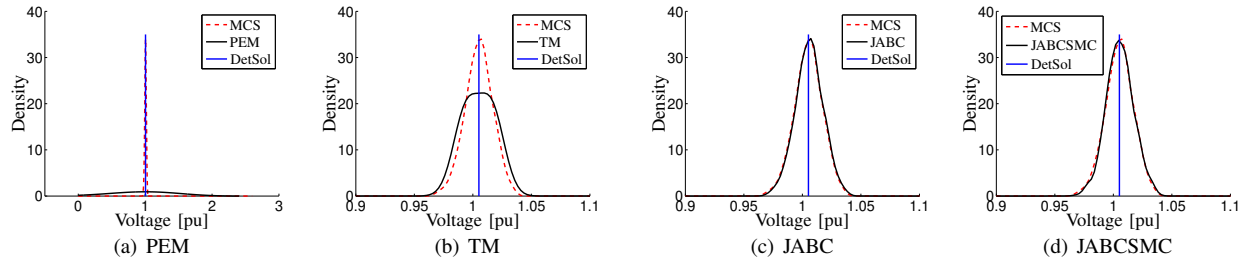 Density
40
30
20
10
0
MCS
PEM
DetSol
0
1
2
3
Voltage [pu]
(a) PEM
Density
40
30
20
10
0
MCS
TM
DetSol
0.9
0.95
1
1.05
1.1
Voltage [pu]
(b) TM
Density
40
30
20
10
0
MCS
JABC
DetSol
0.9
0.95
1
1.05
1.1
Voltage [pu]
(c) JABC
Density
40
30
20
10
0
MCS
JABCSMC
DetSol
0.9
0.95
1
1.05
1.1
Voltage [pu]
(d) JABCSMC